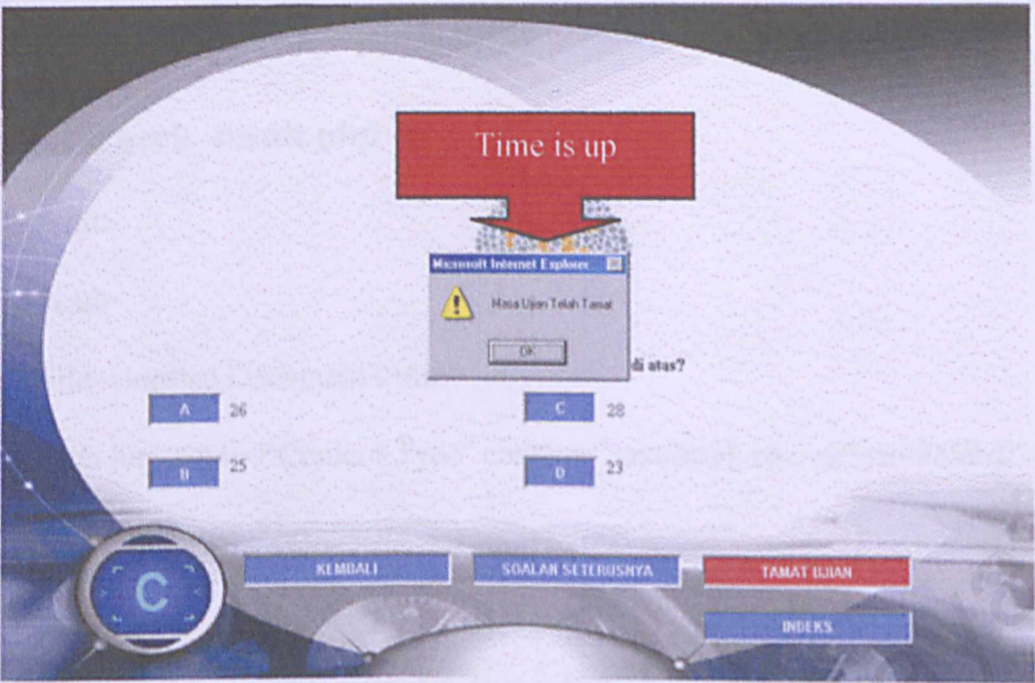 Time is up
Microsoft Internet Explorer
Masa Ujian Telah Tamat
OK
di atas?
A 26
C 28
B 25
D 23
C
KEMBALI
SOALAN SETERUSNYA
TAMAT UJIAN
INDEKS